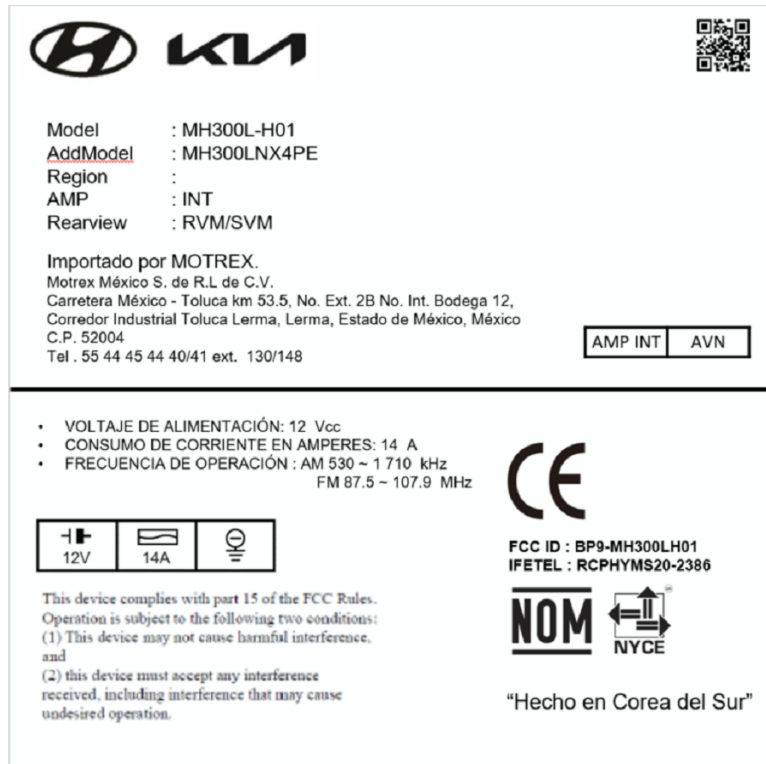 KIA
Model : MH300L-H01
AddModel : MH300LNX4PE
Region :
AMP : INT
Rearview : RVM/SVM
Importado por MOTREX.
Motrex México S. de R.L de C.V.
Carretera México - Toluca km 53.5, No. Ext. 2B No. Int. Bodega 12,
Corredor Industrial Toluca Lerma, Lerma, Estado de México, México
C.P. 52004
Tel . 55 44 45 44 40/41 ext. 130/148
AMP INT AVN
• VOLTAJE DE ALIMENTACIÓN: 12 Vcc
• CONSUMO DE CORRIENTE EN AMPERES: 14 A
• FRECUENCIA DE OPERACIÓN : AM 530 ~ 1 710 kHz
FM 87.5 ~ 107.9 MHz
CE
12V 14A
FCC ID : BP9-MH300LH01
IFETEL : RCPHYMS20-2386
This device complies with part 15 of the FCC Rules.
Operation is subject to the following two conditions:
(1) This device may not cause harmful interference,
and
(2) this device must accept any interference
received, including interference that may cause
undesired operation.
NOM
NYCE
“Hecho en Corea del Sur”